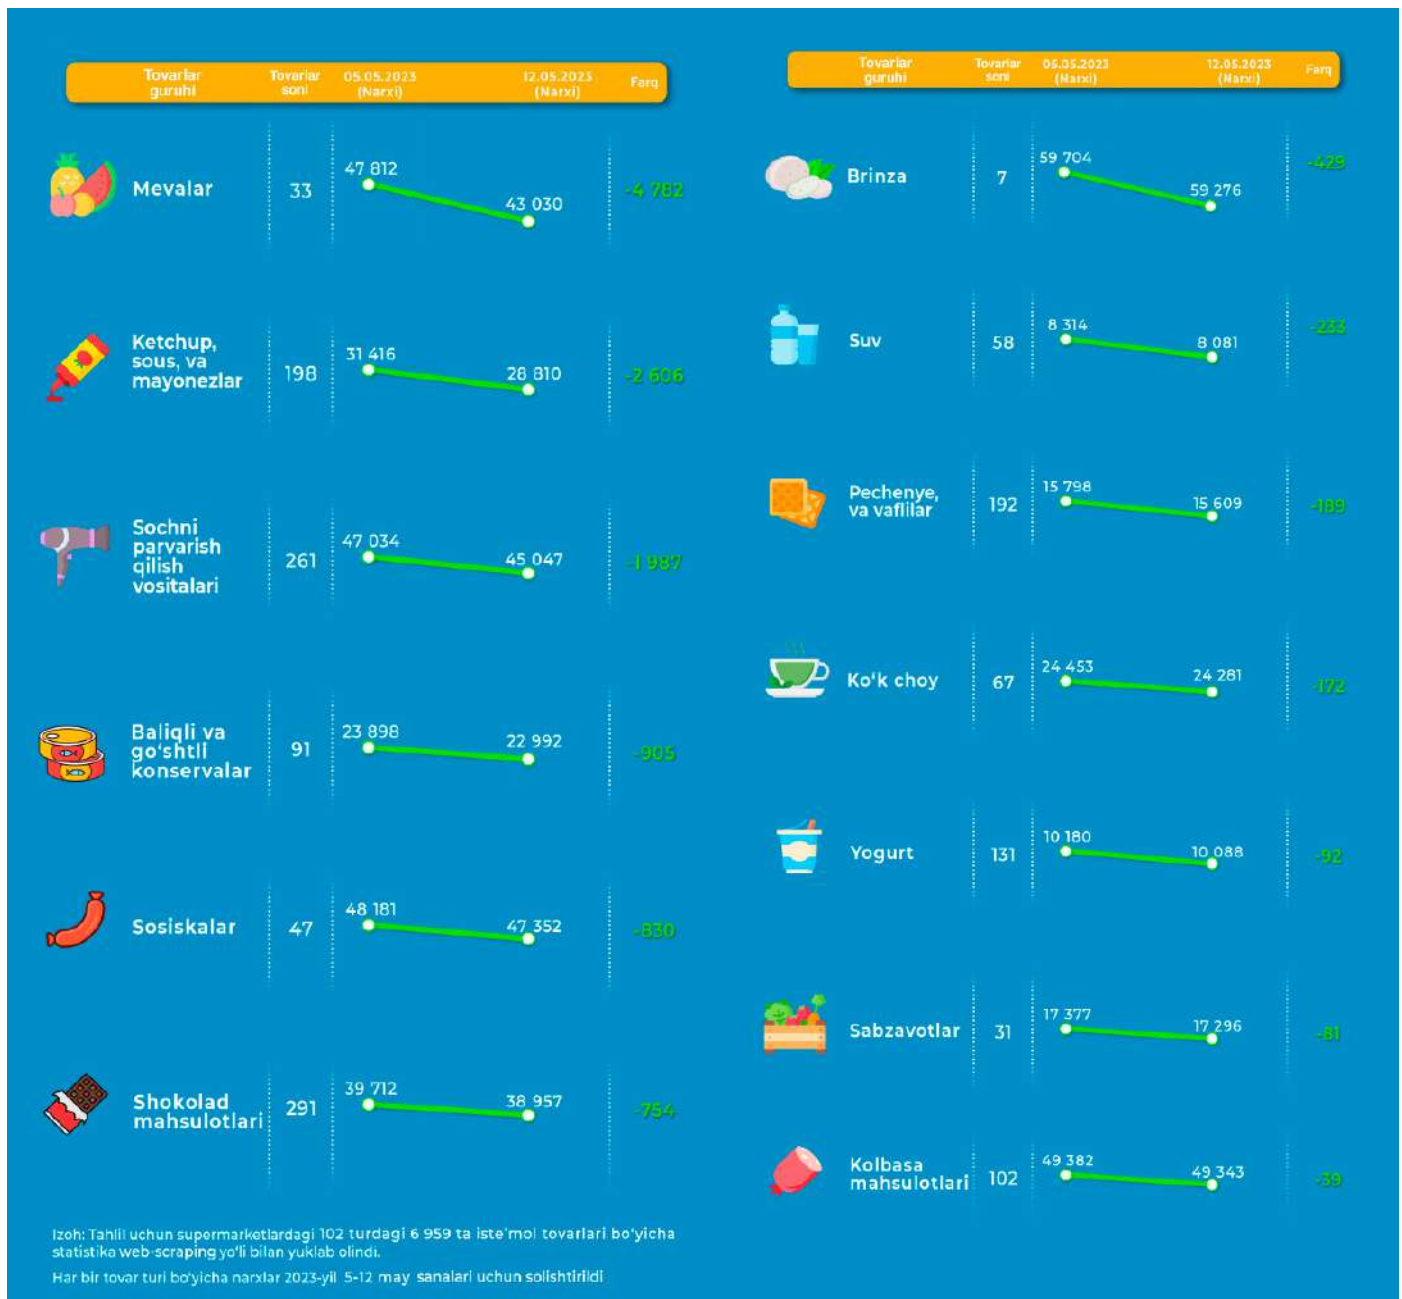 Tovarlar guruhi Tovarlar soni 05.05.2023 (Narxi) 12.05.2023 (Narxi) Farq
Mevalar 33 47 812 43 030 -4 782
Ketchup, sous, va mayonezlar 198 31 416 28 810 -2 606
Sochni parvarish qilish vositalari 261 47 034 45 047 -1 987
Baliqli va go‘shtli konservalar 91 23 898 22 992 -905
Sosiskalar 47 48 181 47 352 -830
Shokolad mahsulotlari 291 39 712 38 957 -754
Izoh: Tahlil uchun supermarketlardagi 102 turdagi 6 959 ta iste’mol tovarlari bo‘yicha
statistika web-scraping yo‘li bilan yuklab olindi.
Har bir tovar turi bo‘yicha narxlar 2023-yil 5-12 may sanalari uchun solishtirildi
Tovarlar guruhi Tovarlar soni 05.05.2023 (Narxi) 12.05.2023 (Narxi) Farq
Brinza 7 59 704 59 276 -429
Suv 58 8 314 8 081 -233
Pechenye, va vaflilar 192 15 798 15 609 -189
Ko‘k choy 67 24 453 24 281 -172
Yogurt 131 10 180 10 088 -92
Sabzavotlar 31 17 377 17 296 -81
Kolbasa mahsulotlari 102 49 382 49 343 -39